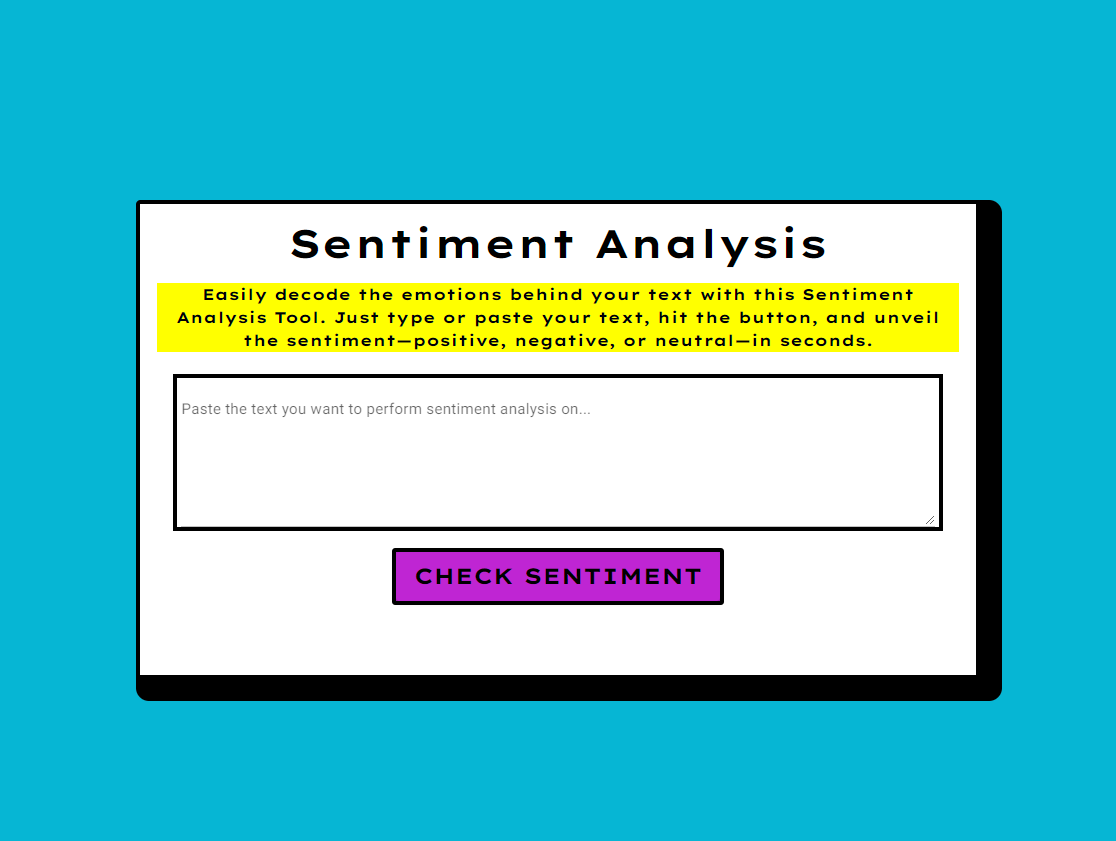 Sentiment Analysis
Easily decode the emotions behind your text with this Sentiment
Analysis Tool. Just type or paste your text, hit the button, and unveil
the sentiment—positive, negative, or neutral—in seconds.
Paste the text you want to perform sentiment analysis on...
CHECK SENTIMENT